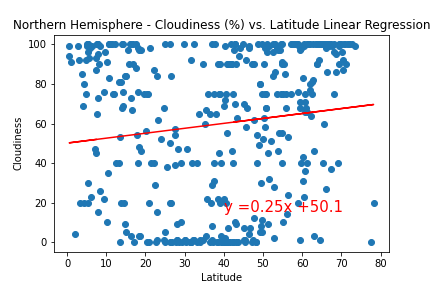 Northern Hemisphere - Cloudiness (%) vs. Latitude Linear Regression
100
80
60
40
20
0
Cloudiness
y =0.25x +50.1
0 10 20 30 40 50 60 70 80
Latitude